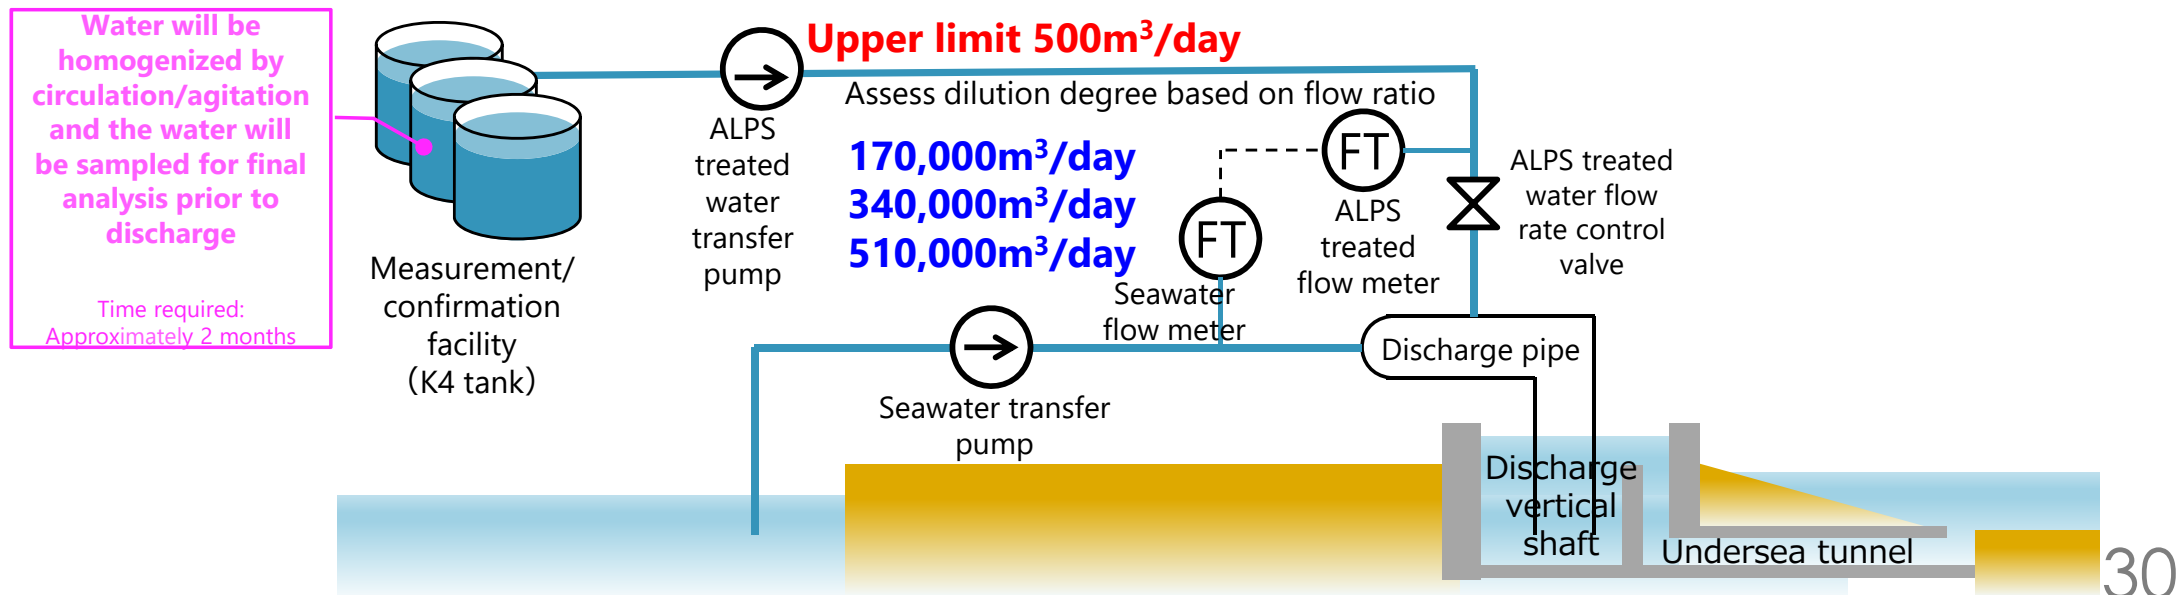 Water will be
homogenized by
circulation/agitation
and the water will
be sampled for final
analysis prior to
discharge
Time required:
Approximately 2 months
Measurement/
confirmation
facility
（K4 tank）
ALPS
treated
water
transfer
pump
Upper limit 500m³/day
Assess dilution degree based on flow ratio
170,000m³/day
340,000m³/day
510,000m³/day
FT
ALPS
treated
flow meter
FT
Seawater
flow meter
ALPS treated
water flow
rate control
valve
Seawater transfer
pump
Discharge pipe
Discharge
vertical
shaft
Undersea tunnel
30